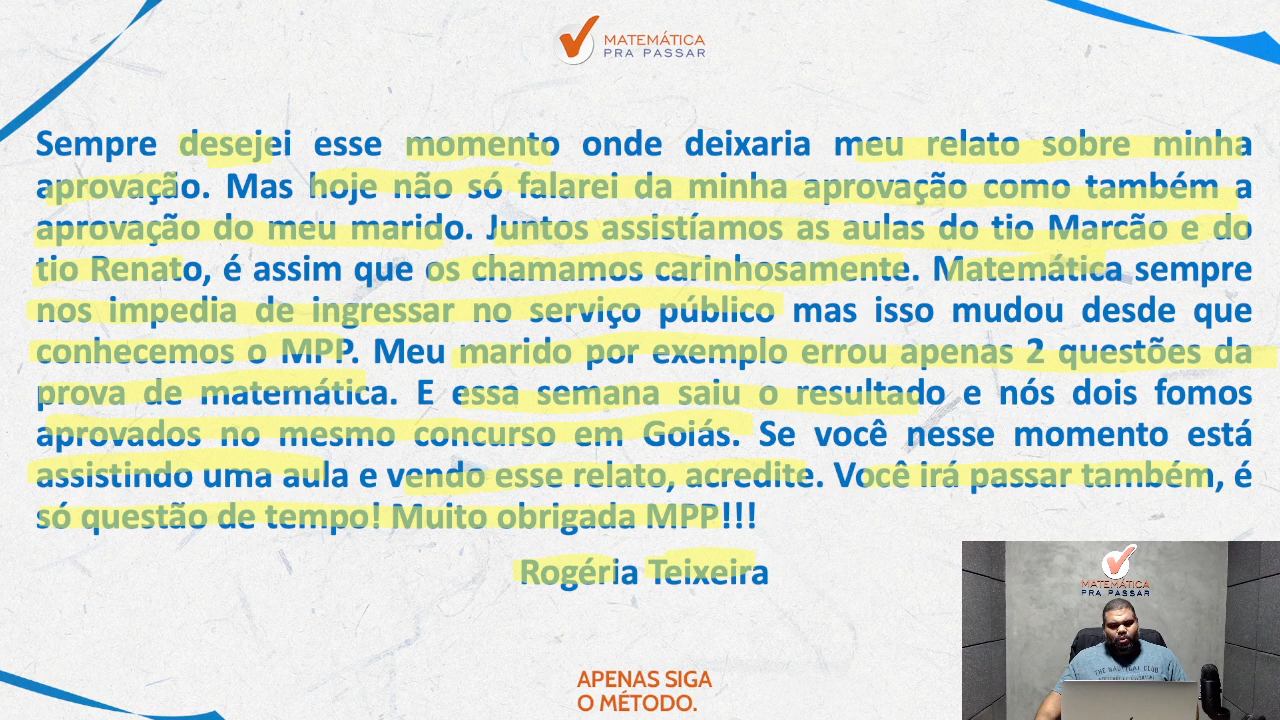 MATEMÁTICA
PRA PASSAR
Sempre desejei esse momento onde deixaria meu relato sobre minha
aprovação. Mas hoje não só falarei da minha aprovação como também a
aprovação do meu marido. Juntos assistíamos as aulas do tio Marcão e do
tio Renato, é assim que os chamamos carinhosamente. Matemática sempre
nos impedia de ingressar no serviço público mas isso mudou desde que
conhecemos o MPP. Meu marido por exemplo errou apenas 2 questões da
prova de matemática. E essa semana saiu o resultado e nós dois fomos
aprovados no mesmo concurso em Goiás. Se você nesse momento está
assistindo uma aula e vendo esse relato, acredite. Você irá passar também, é
só questão de tempo! Muito obrigada MPP!!!
Rogéria Teixeira
MATEMÁTICA
PRA PASSAR
THE NAUTICAL CLUB
APENAS SIGA
O MÉTODO.